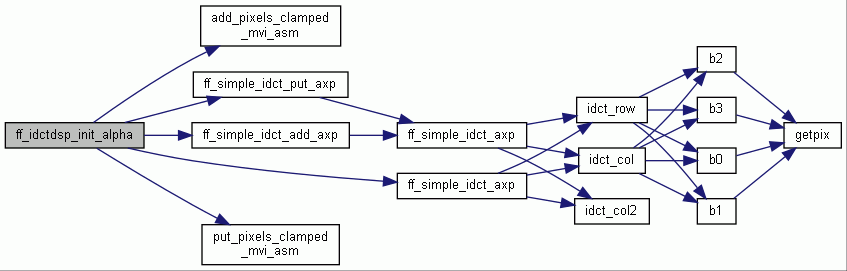 add_pixels_clamped
_mvi_asm
ff_simple_idct_put_axp
ff_idctdsp_init_alpha
ff_simple_idct_add_axp
put_pixels_clamped
_mvi_asm
ff_simple_idct_axp
ff_simple_idct_axp
idct_row
idct_col
idct_col2
b2
b3
b0
b1
getpix